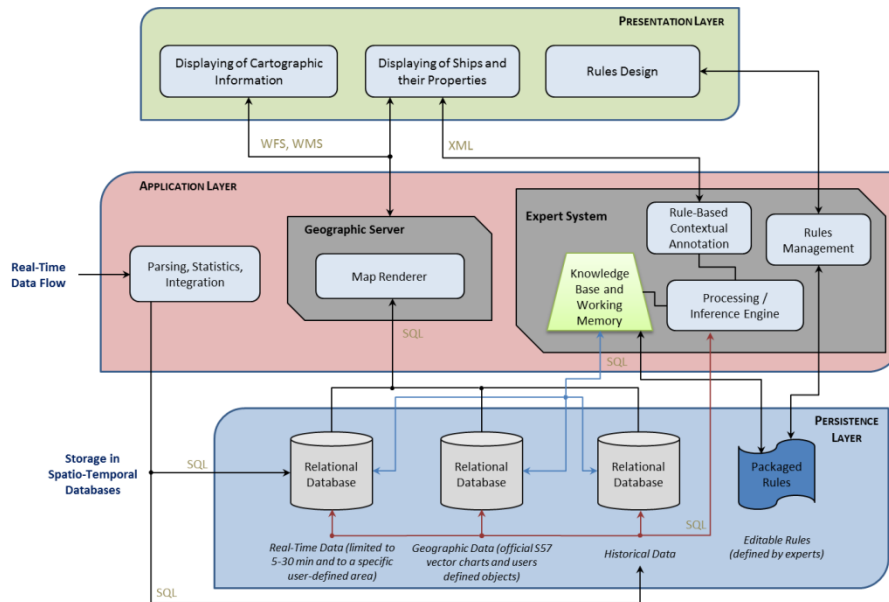 PRESENTATION LAYER
Displaying of Cartographic
Information
Displaying of Ships and
their Properties
Rules Design
WFS, WMS
XML
APPLICATION LAYER
Geographic Server
Map Renderer
Expert System
Rule-Based
Contextual
Annotation
Rules
Management
Knowledge
Base and
Working
Memory
Processing /
Inference Engine
Real-Time
Data Flow
Parsing, Statistics,
Integration
SQL
SQL
PERSISTENCE
LAYER
Storage in
Spatio-Temporal
Databases
SQL
Relational
Database
Relational
Database
Relational
Database
Packaged
Rules
SQL
Real-Time Data (limited to
5-30 min and to a specific
user-defined area)
Geographic Data (official S57
vector charts and users
defined objects)
Historical Data
Editable Rules
(defined by experts)
SQL